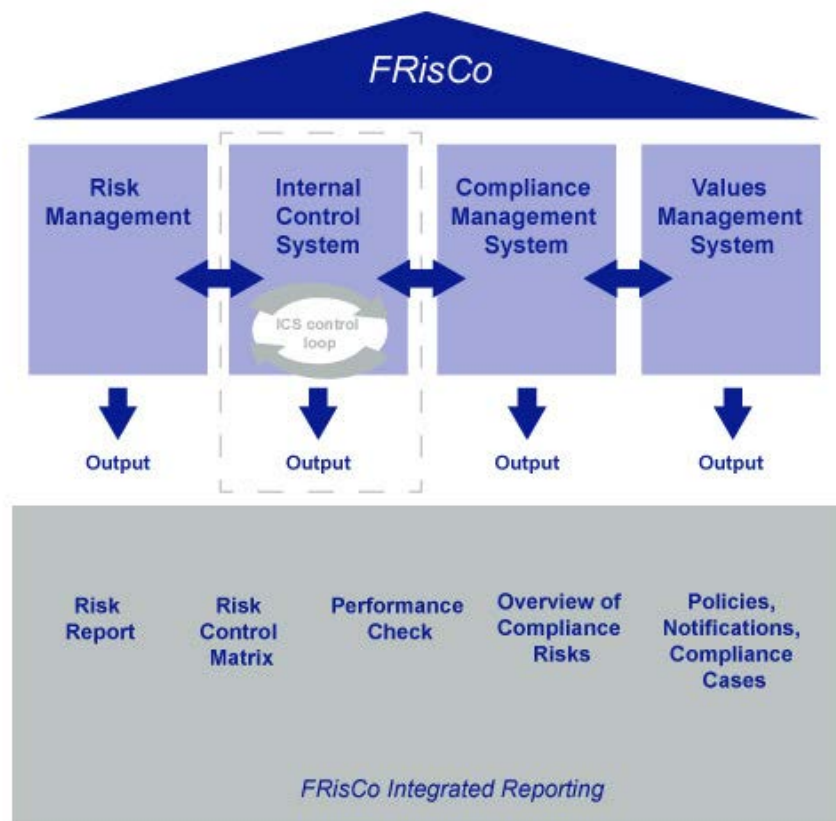 FRisCo
Risk
Management
Internal
Control
System
Compliance
Management
System
Values
Management
System
ICS control
loop
Output
Output
Output
Output
Risk
Report
Risk
Control
Matrix
Performance
Check
Overview of
Compliance
Risks
Policies,
Notifications,
Compliance
Cases
FRisCo Integrated Reporting